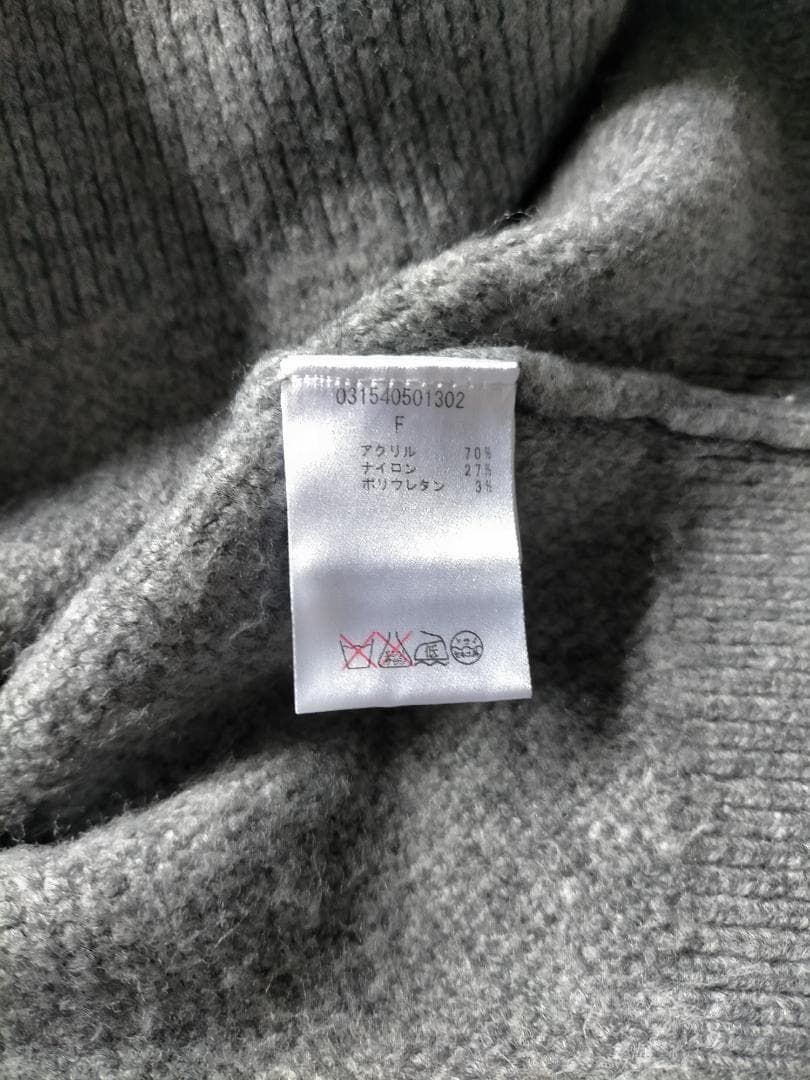 031540501302
F
アクリル 70%
ナイロン 27%
ポリウレタン 3%
低